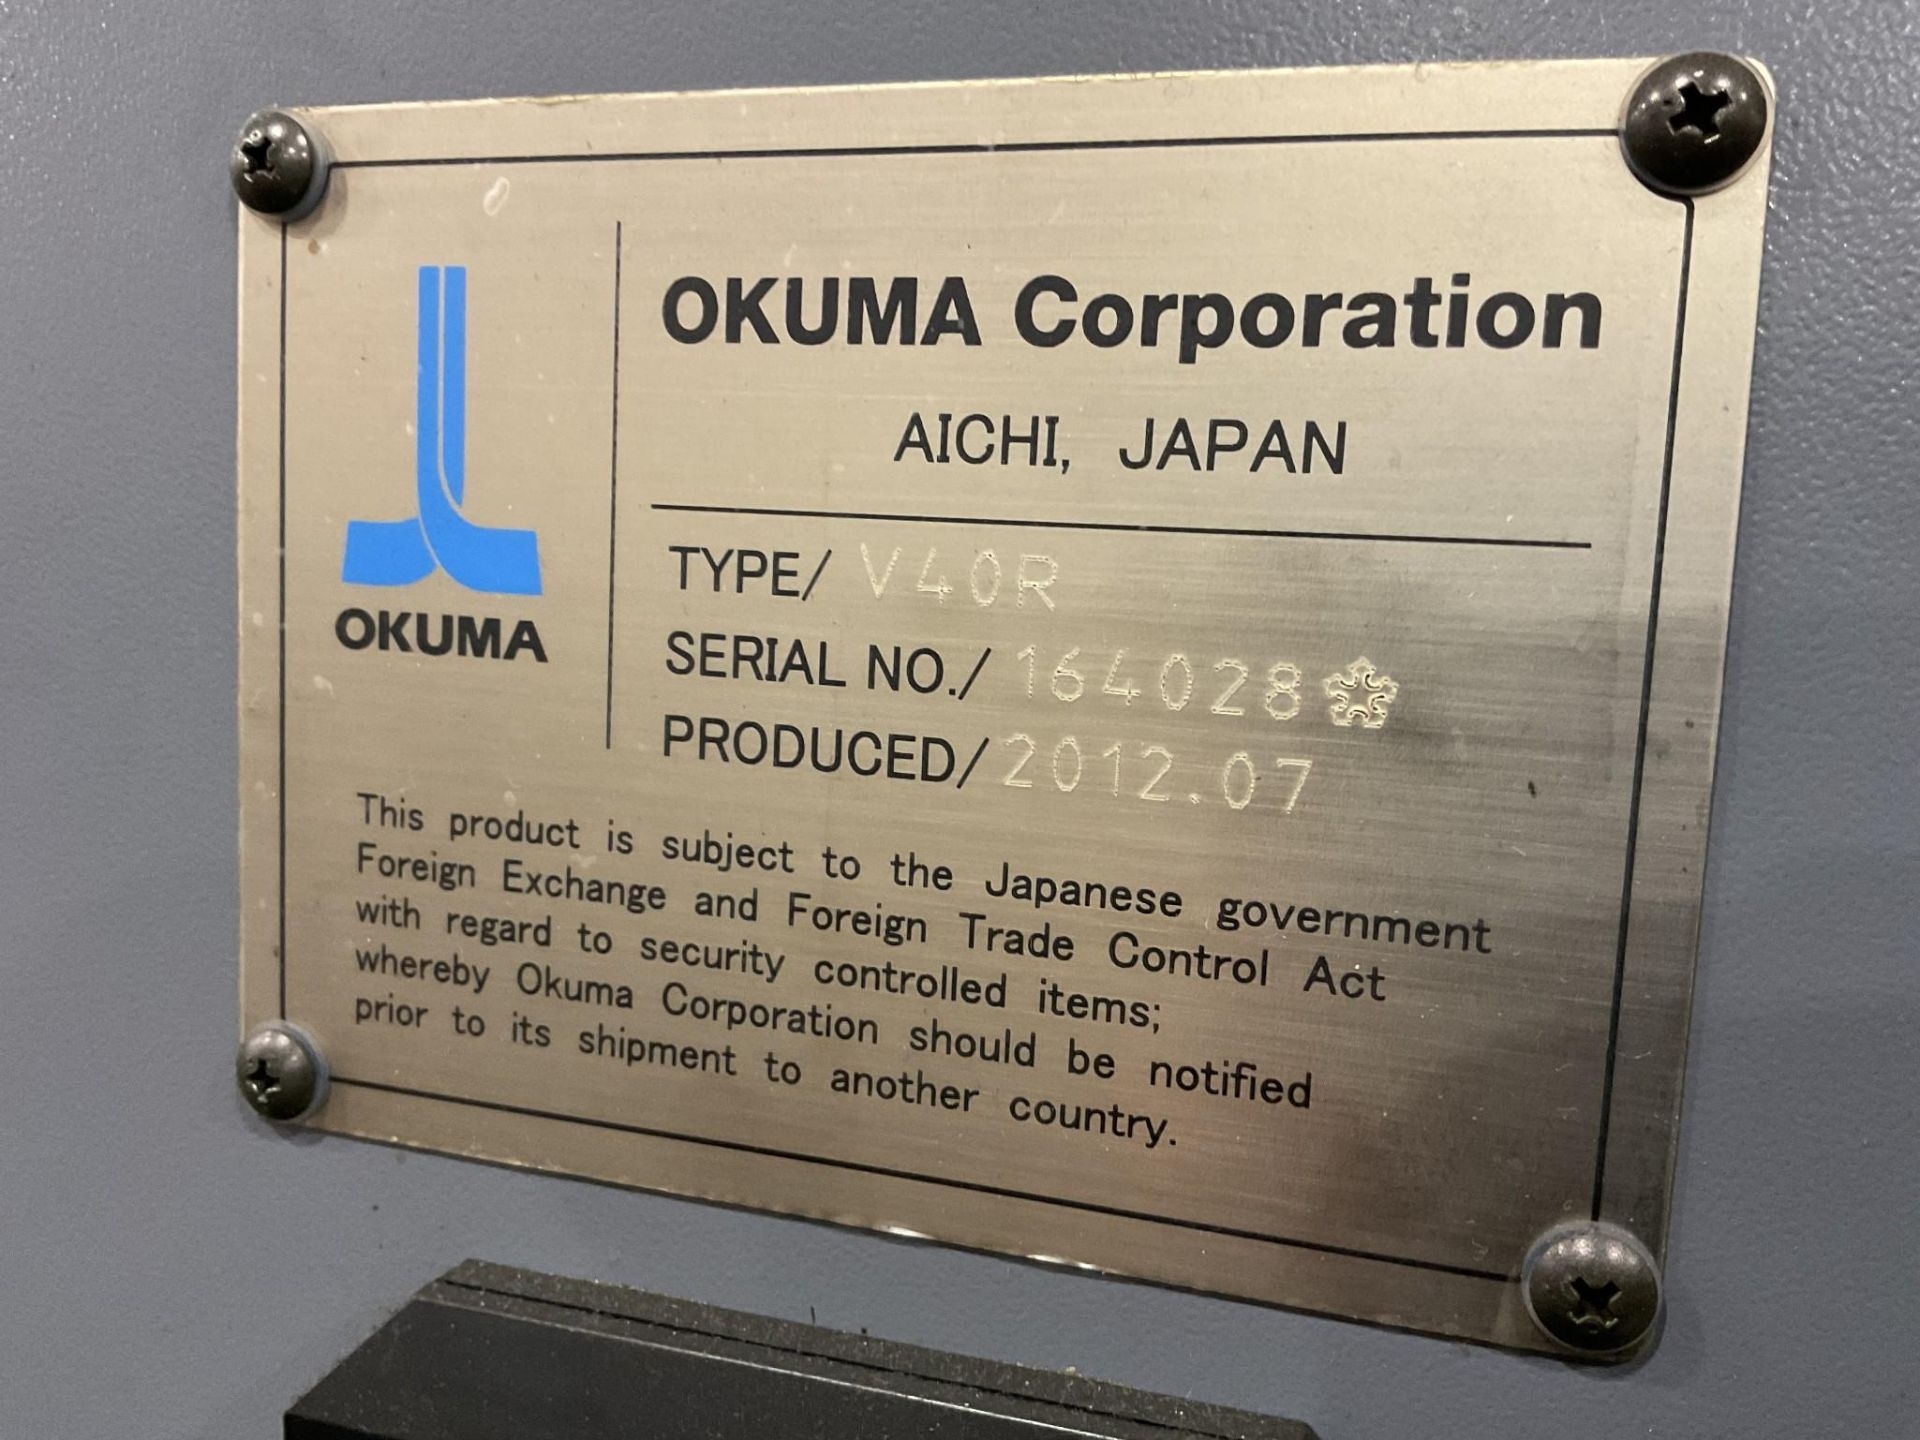 OKUMA
OKUMA Corporation
AICHI, JAPAN
TYPE/ V40R
SERIAL NO./ 164028
PRODUCED/ 2012.07
This product is subject to the Japanese government
Foreign Exchange and Foreign Trade Control Act
with regard to security controlled items;
whereby Okuma Corporation should be notified
prior to its shipment to another country.